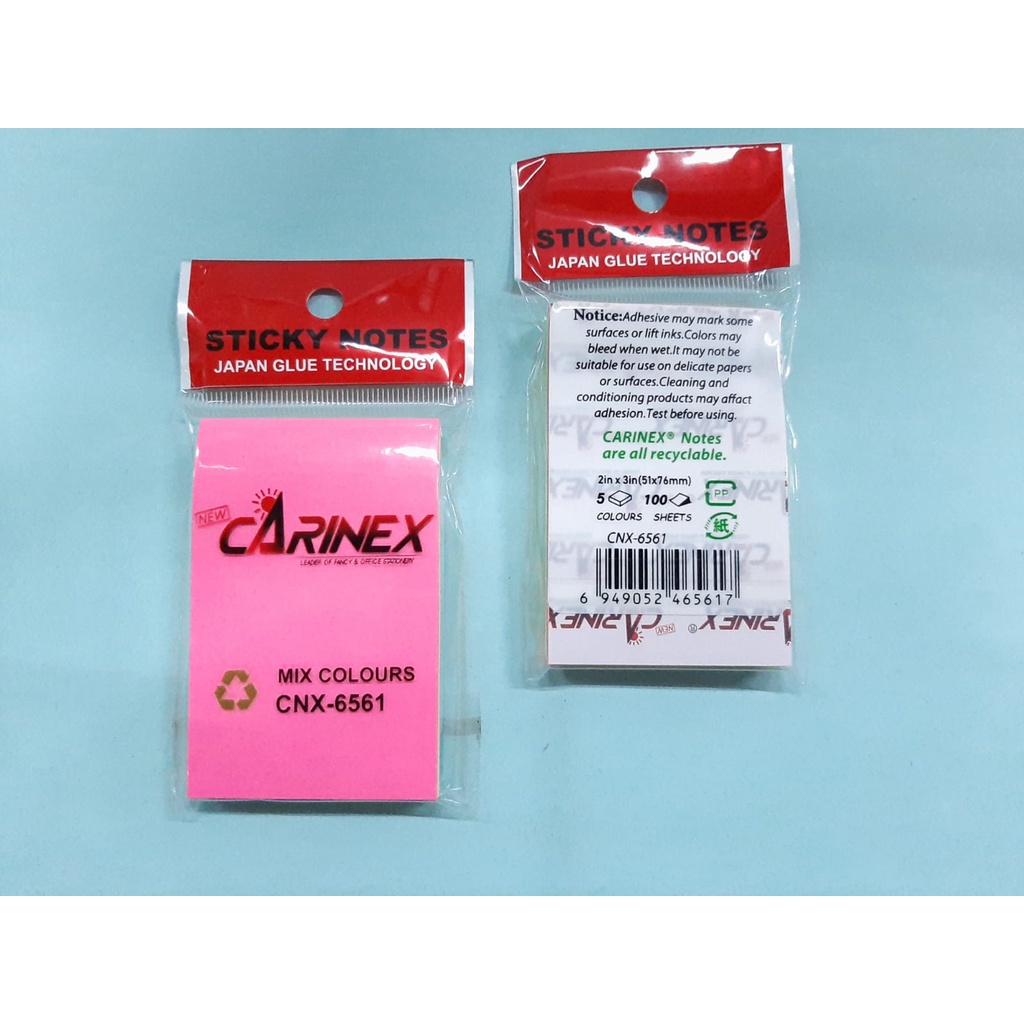 STICKY NOTES
JAPAN GLUE TECHNOLOGY
NEW
CARINEX
LEADER OF FANCY & OFFICE STATIONERY
MIX COLOURS
CNX-6561
STICKY NOTES
JAPAN GLUE TECHNOLOGY
Notice:Adhesive may mark some
surfaces or lift inks.Colors may
bleed when wet.It may not be
suitable for use on delicate papers
or surfaces.Cleaning and
conditioning products may affact
adhesion.Test before using.
CARINEX® Notes
are all recyclable.
2in x 3in(51x76mm)
5 100 PP
COLOURS SHEETS 紙
CNX-6561
6 949052 465617
CARINEX NEW ® CARINEX